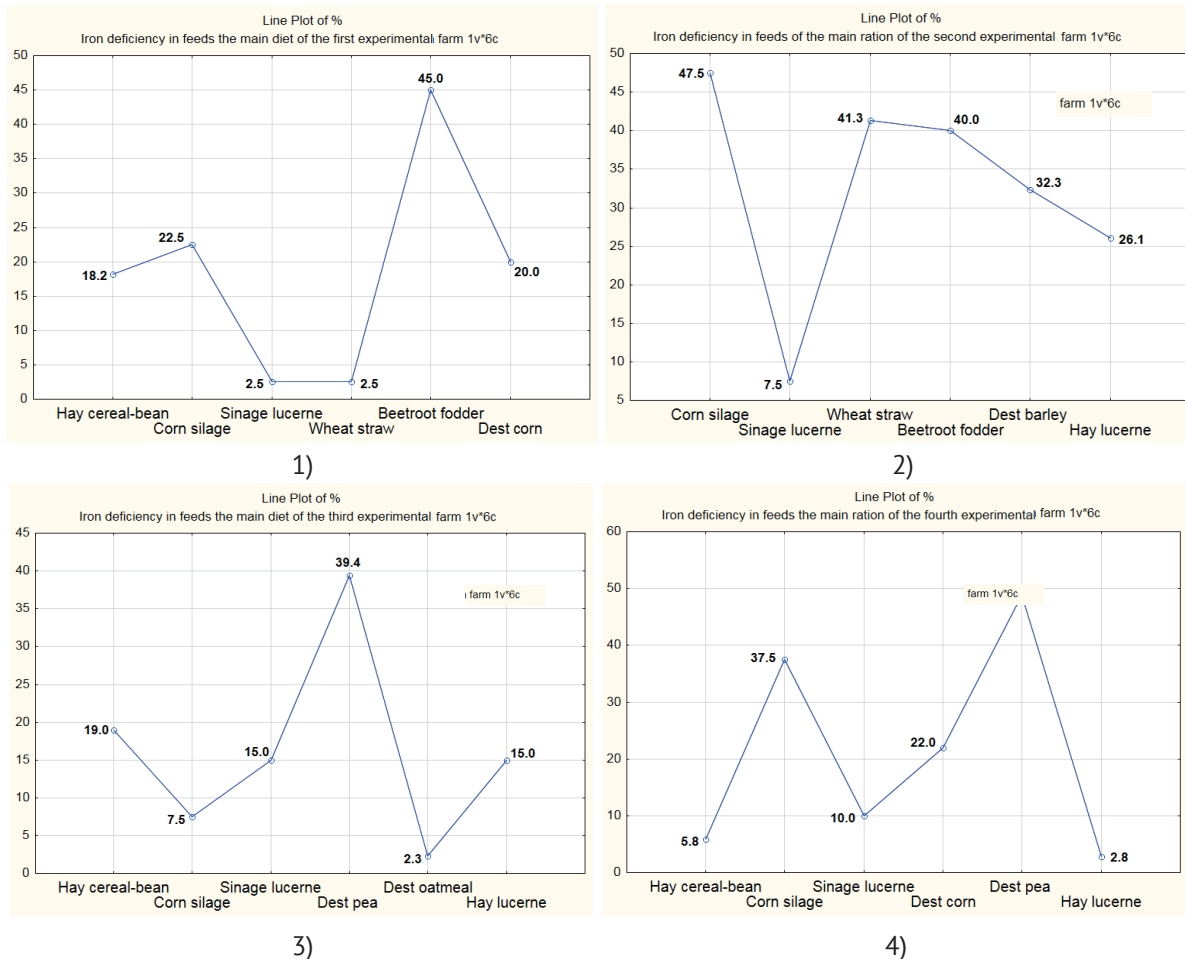 Line Plot of %
Iron deficiency in feeds the main diet of the first experimental farm 1v*6c
50
45
40
35
30
25
20
15
10
5
0
18.2
22.5
2.5
2.5
45.0
20.0
Hay cereal-bean
Corn silage
Sinage lucerne
Wheat straw
Beetroot fodder
Dest corn
1)
Line Plot of %
Iron deficiency in feeds of the main ration of the second experimental farm 1v*6c
farm 1v*6c
50
45
40
35
30
25
20
15
10
5
47.5
7.5
41.3
40.0
32.3
26.1
Corn silage
Sinage lucerne
Wheat straw
Beetroot fodder
Dest barley
Hay lucerne
2)
Line Plot of %
Iron deficiency in feeds the main diet of the third experimental farm 1v*6c
farm 1v*6c
45
40
35
30
25
20
15
10
5
0
19.0
7.5
15.0
39.4
2.3
15.0
Hay cereal-bean
Corn silage
Sinage lucerne
Dest pea
Dest oatmeal
Hay lucerne
3)
Line Plot of %
Iron deficiency in feeds the main ration of the fourth experimental farm 1v*6c
farm 1v*6c
60
50
40
30
20
10
0
5.8
37.5
10.0
22.0
2.8
Hay cereal-bean
Corn silage
Sinage lucerne
Dest corn
Dest pea
Hay lucerne
4)